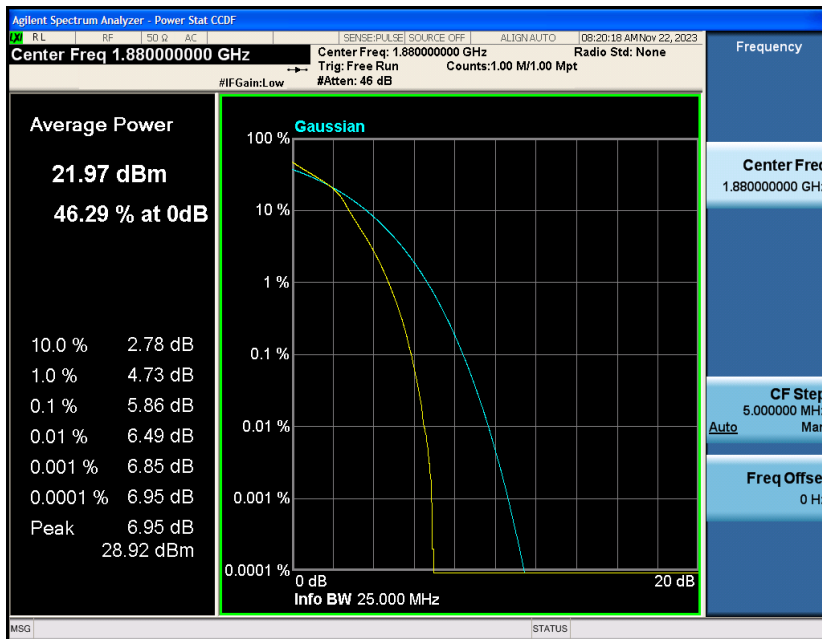 Agilent Spectrum Analyzer - Power Stat CCDF
LXI RL RF 50 Ω AC SENSE:PULSE SOURCE OFF ALIGN AUTO 08:20:18 AM Nov 22, 2023
Center Freq 1.880000000 GHz
Center Freq: 1.880000000 GHz Radio Std: None
Trig: Free Run Counts:1.00 M/1.00 Mpt
#IFGain:Low #Atten: 46 dB
Frequency
Average Power
21.97 dBm
46.29 % at 0dB
10.0 % 2.78 dB
1.0 % 4.73 dB
0.1 % 5.86 dB
0.01 % 6.49 dB
0.001 % 6.85 dB
0.0001 % 6.95 dB
Peak 6.95 dB
28.92 dBm
Gaussian
100 %
10 %
1 %
0.1 %
0.01 %
0.001 %
0.0001 %
0 dB 20 dB
Info BW 25.000 MHz
Center Freq
1.880000000 GHz
CF Step
5.000000 MHz
Auto Man
Freq Offse
0 Hz
MSG STATUS